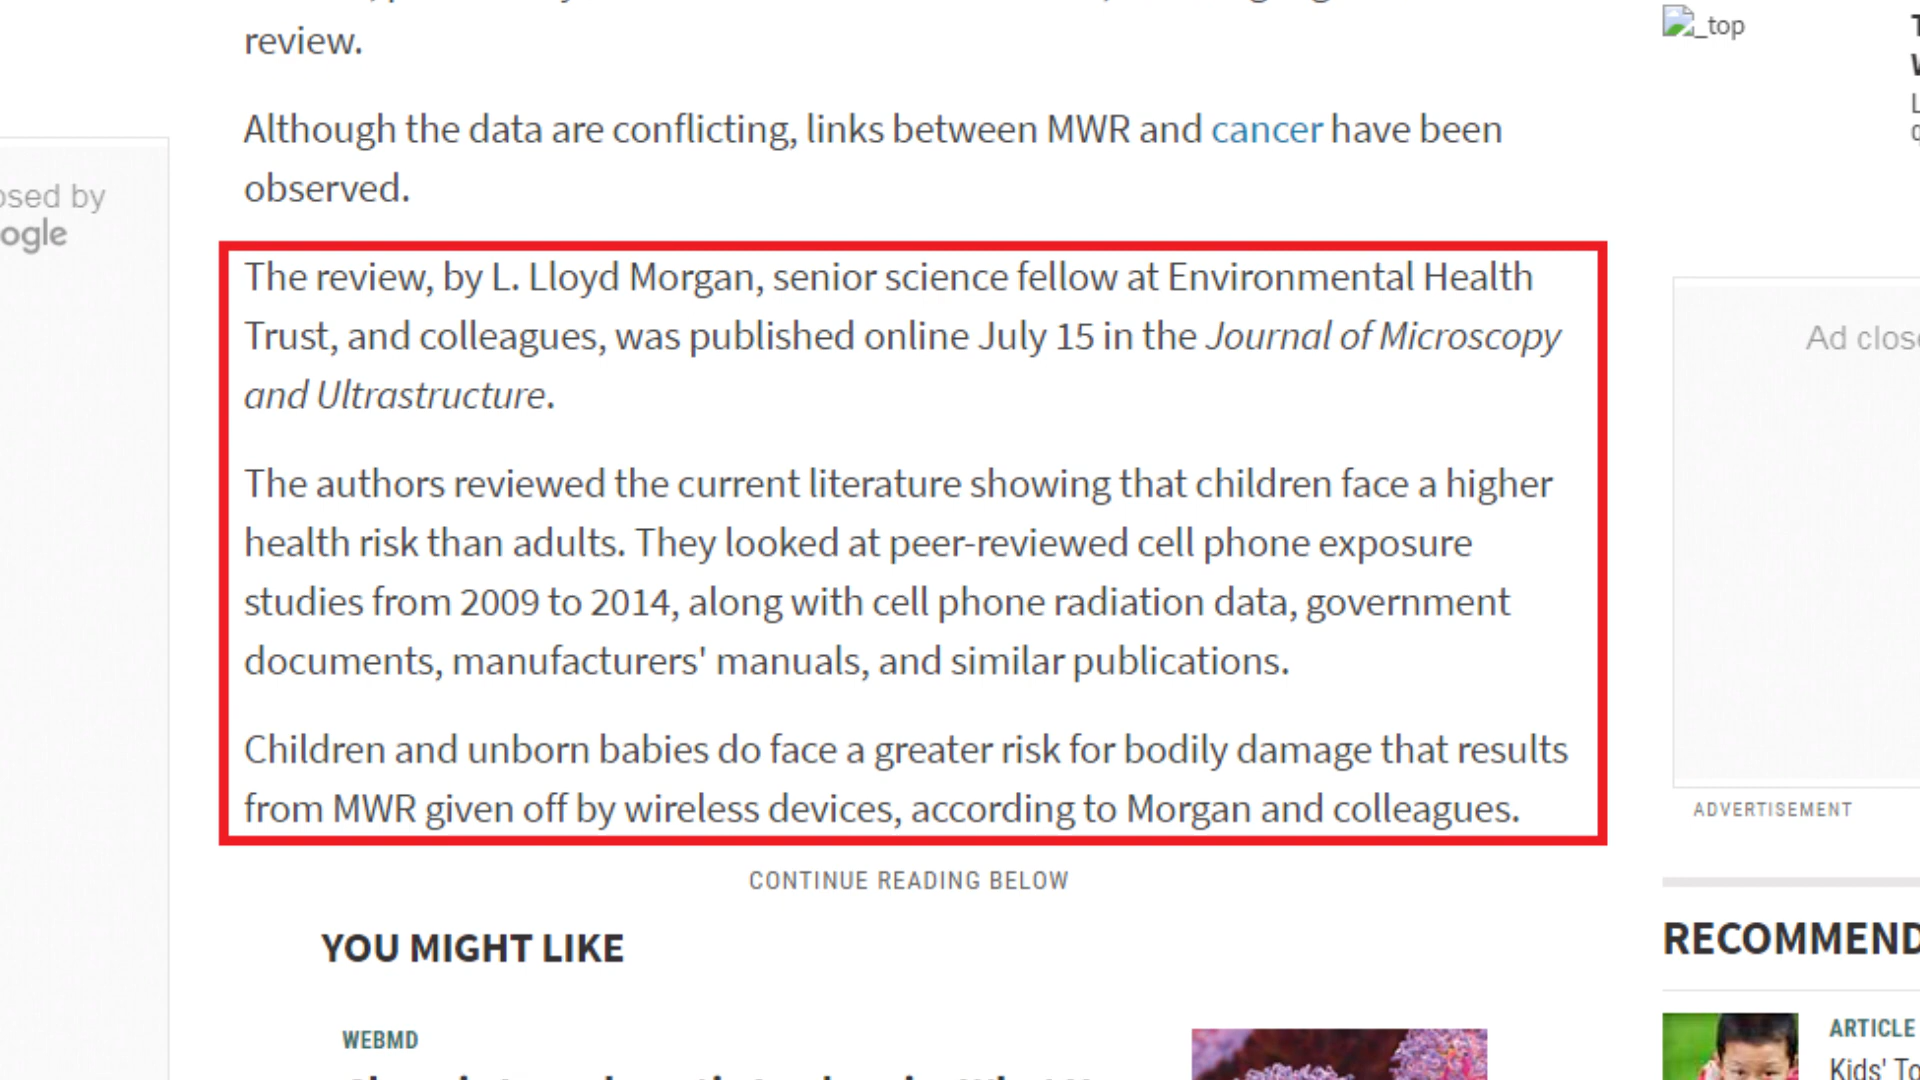 review.
_top
Although the data are conflicting, links between MWR and cancer have been
observed.
osed by
ogle
The review, by L. Lloyd Morgan, senior science fellow at Environmental Health
Trust, and colleagues, was published online July 15 in the Journal of Microscopy
and Ultrastructure.
The authors reviewed the current literature showing that children face a higher
health risk than adults. They looked at peer-reviewed cell phone exposure
studies from 2009 to 2014, along with cell phone radiation data, government
documents, manufacturers' manuals, and similar publications.
Children and unborn babies do face a greater risk for bodily damage that results
from MWR given off by wireless devices, according to Morgan and colleagues.
CONTINUE READING BELOW
YOU MIGHT LIKE
WEBMD
Ad clos
ADVERTISEMENT
RECOMMEND
ARTICLE
Kids' To